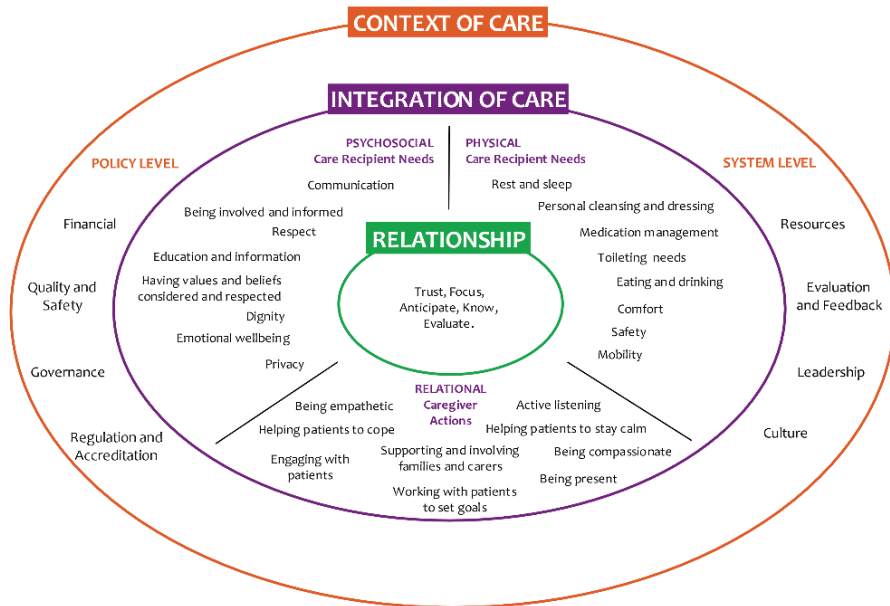 CONTEXT OF CARE
INTEGRATION OF CARE
POLICY LEVEL
Financial
Quality and
Safety
Governance
Regulation and
Accreditation
PSYCHOSOCIAL
Care Recipient Needs
Communication
Being involved and informed
Respect
Education and information
Having values and beliefs
considered and respected
Dignity
Emotional wellbeing
Privacy
PHYSICAL
Care Recipient Needs
Rest and sleep
Personal cleansing and dressing
Medication management
Toileting needs
Eating and drinking
Comfort
Safety
Mobility
RELATIONSHIP
Trust, Focus,
Anticipate, Know,
Evaluate.
RELATIONAL
Caregiver
Actions
Being empathetic
Helping patients to cope
Engaging with
patients
Supporting and involving
families and carers
Working with patients
to set goals
Active listening
Helping patients to stay calm
Being compassionate
Being present
SYSTEM LEVEL
Resources
Evaluation
and Feedback
Leadership
Culture